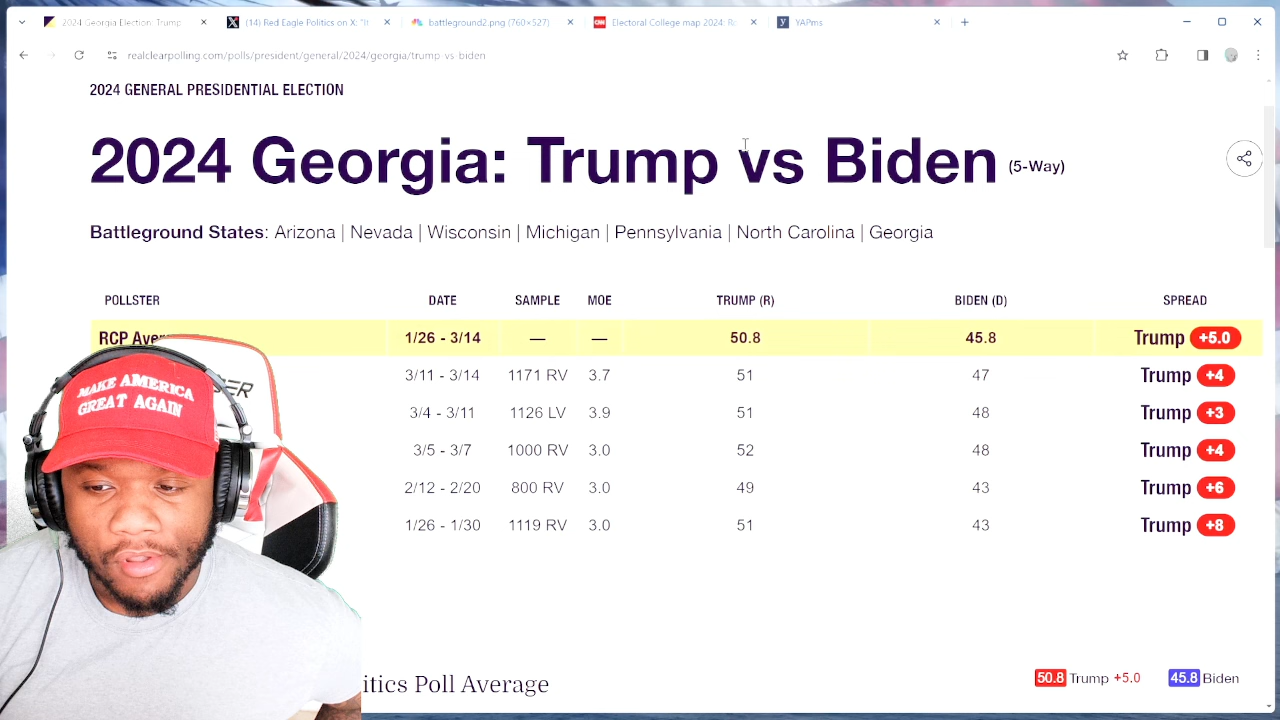 2024 Georgia Election: Trump
(14) Red Eagle Politics on X: "If
battleground2.png (760×527)
CNN Electoral College map 2024: Ro
y YAPms
realclearpolling.com/polls/president/general/2024/georgia/trump-vs-biden
2024 GENERAL PRESIDENTIAL ELECTION
2024 Georgia: Trump vs Biden (5-Way)
Battleground States: Arizona | Nevada | Wisconsin | Michigan | Pennsylvania | North Carolina | Georgia
POLLSTER DATE SAMPLE MOE TRUMP (R) BIDEN (D) SPREAD
RCP Aver 1/26 - 3/14 — — 50.8 45.8 Trump +5.0
3/11 - 3/14 1171 RV 3.7 51 47 Trump +4
3/4 - 3/11 1126 LV 3.9 51 48 Trump +3
3/5 - 3/7 1000 RV 3.0 52 48 Trump +4
2/12 - 2/20 800 RV 3.0 49 43 Trump +6
1/26 - 1/30 1119 RV 3.0 51 43 Trump +8
MAKE AMERICA
GREAT AGAIN
ER
itics Poll Average
50.8 Trump +5.0 45.8 Biden